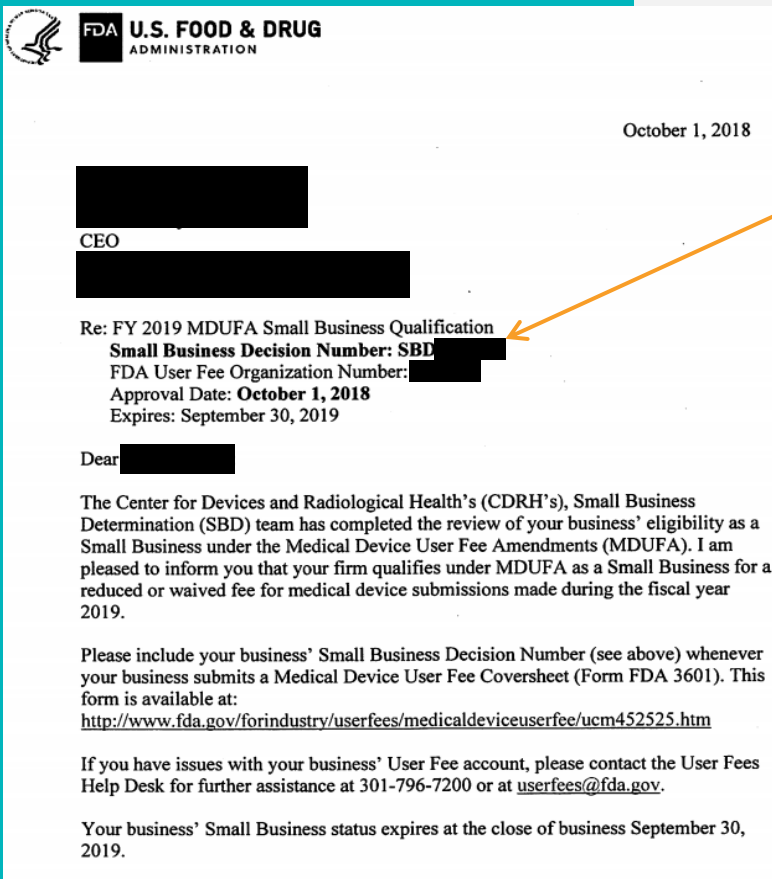 FDA U.S. FOOD & DRUG
ADMINISTRATION
October 1, 2018
CEO
Re: FY 2019 MDUFA Small Business Qualification
Small Business Decision Number: SBD
FDA User Fee Organization Number:
Approval Date: October 1, 2018
Expires: September 30, 2019
Dear
The Center for Devices and Radiological Health's (CDRH's), Small Business
Determination (SBD) team has completed the review of your business' eligibility as a
Small Business under the Medical Device User Fee Amendments (MDUFA). I am
pleased to inform you that your firm qualifies under MDUFA as a Small Business for a
reduced or waived fee for medical device submissions made during the fiscal year
2019.
Please include your business' Small Business Decision Number (see above) whenever
your business submits a Medical Device User Fee Coversheet (Form FDA 3601). This
form is available at:
http://www.fda.gov/forindustry/userfees/medicaldeviceuserfee/ucm452525.htm
If you have issues with your business' User Fee account, please contact the User Fees
Help Desk for further assistance at 301-796-7200 or at userfees@fda.gov.
Your business' Small Business status expires at the close of business September 30,
2019.